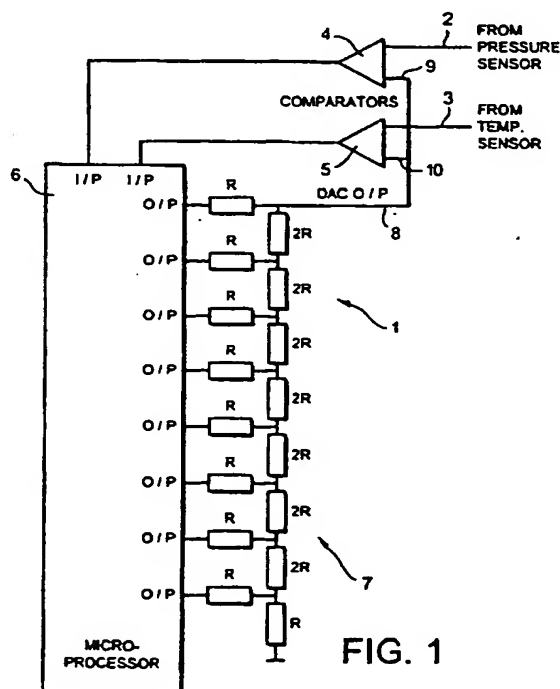 2
FROM
PRESSURE
SENSOR
4
9
COMPARATORS
3
FROM
TEMP.
SENSOR
5
10
6
I/P I/P
DAC O/P
8
O/P R
2R
O/P R
2R
1
O/P R
2R
O/P R
2R
O/P R
2R
O/P R
2R
7
O/P R
2R
O/P R
R
MICRO-
PROCESSOR
FIG. 1